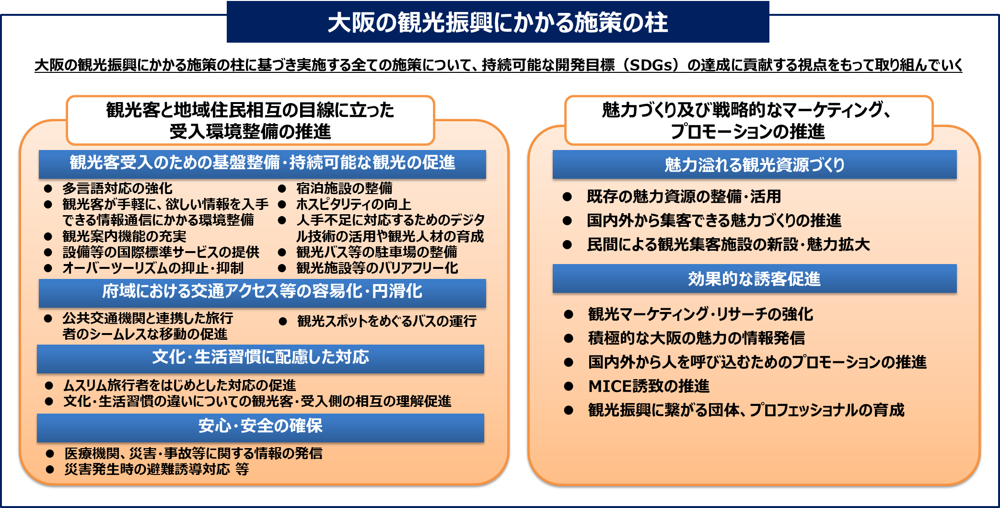 大阪の観光振興にかかる施策の柱
大阪の観光振興にかかる施策の柱に基づき実施する全ての施策について、持続可能な開発目標（SDGs）の達成に貢献する視点をもって取り組んでいく
観光客と地域住民相互の目線に立った
受入環境整備の推進
観光客受入のための基盤整備･持続可能な観光の促進
● 多言語対応の強化
● 観光客が手軽に、欲しい情報を入手
できる情報通信にかかる環境整備
● 観光案内機能の充実
● 設備等の国際標準サービスの提供
● オーバーツーリズムの抑止･抑制
● 宿泊施設の整備
● ホスピタリティの向上
● 人手不足に対応するためのデジタ
ル技術の活用や観光人材の育成
● 観光バス等の駐車場の整備
● 観光施設等のバリアフリー化
府域における交通アクセス等の容易化･円滑化
● 公共交通機関と連携した旅行
者のシームレスな移動の促進
● 観光スポットをめぐるバスの運行
文化･生活習慣に配慮した対応
● ムスリム旅行者をはじめとした対応の促進
● 文化･生活習慣の違いについての観光客･受入側の相互の理解促進
安心･安全の確保
● 医療機関、災害･事故等に関する情報の発信
● 災害発生時の避難誘導対応 等
魅力づくり及び戦略的なマーケティング、
プロモーションの推進
魅力溢れる観光資源づくり
● 既存の魅力資源の整備･活用
● 国内外から集客できる魅力づくりの推進
● 民間による観光集客施設の新設･魅力拡大
効果的な誘客促進
● 観光マーケティング･リサーチの強化
● 積極的な大阪の魅力の情報発信
● 国内外から人を呼び込むためのプロモーションの推進
● MICE誘致の推進
● 観光振興に繋がる団体、プロフェッショナルの育成